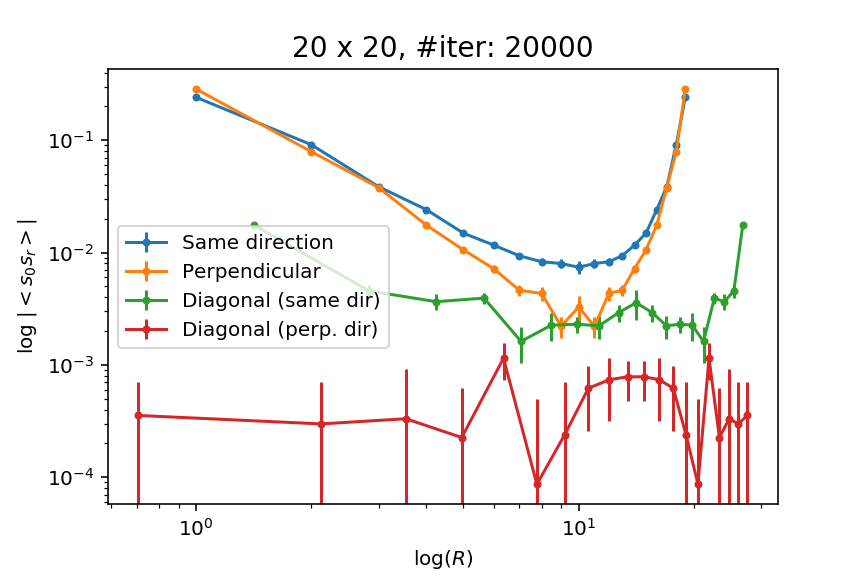 20 x 20, #iter: 20000
log | < s₀sᵣ > |
10⁻¹
10⁻²
10⁻³
10⁻⁴
Same direction
Perpendicular
Diagonal (same dir)
Diagonal (perp. dir)
10⁰
10¹
log(R)